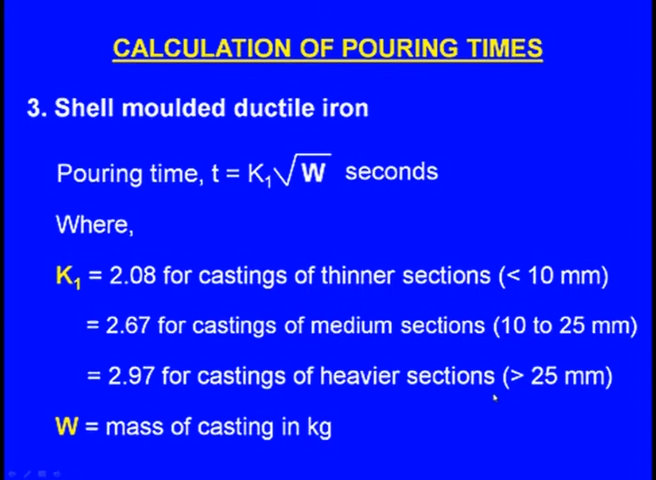 CALCULATION OF POURING TIMES
3. Shell moulded ductile iron
Pouring time, t = K₁√W seconds
Where,
K₁ = 2.08 for castings of thinner sections (< 10 mm)
= 2.67 for castings of medium sections (10 to 25 mm)
= 2.97 for castings of heavier sections (> 25 mm)
W = mass of casting in kg